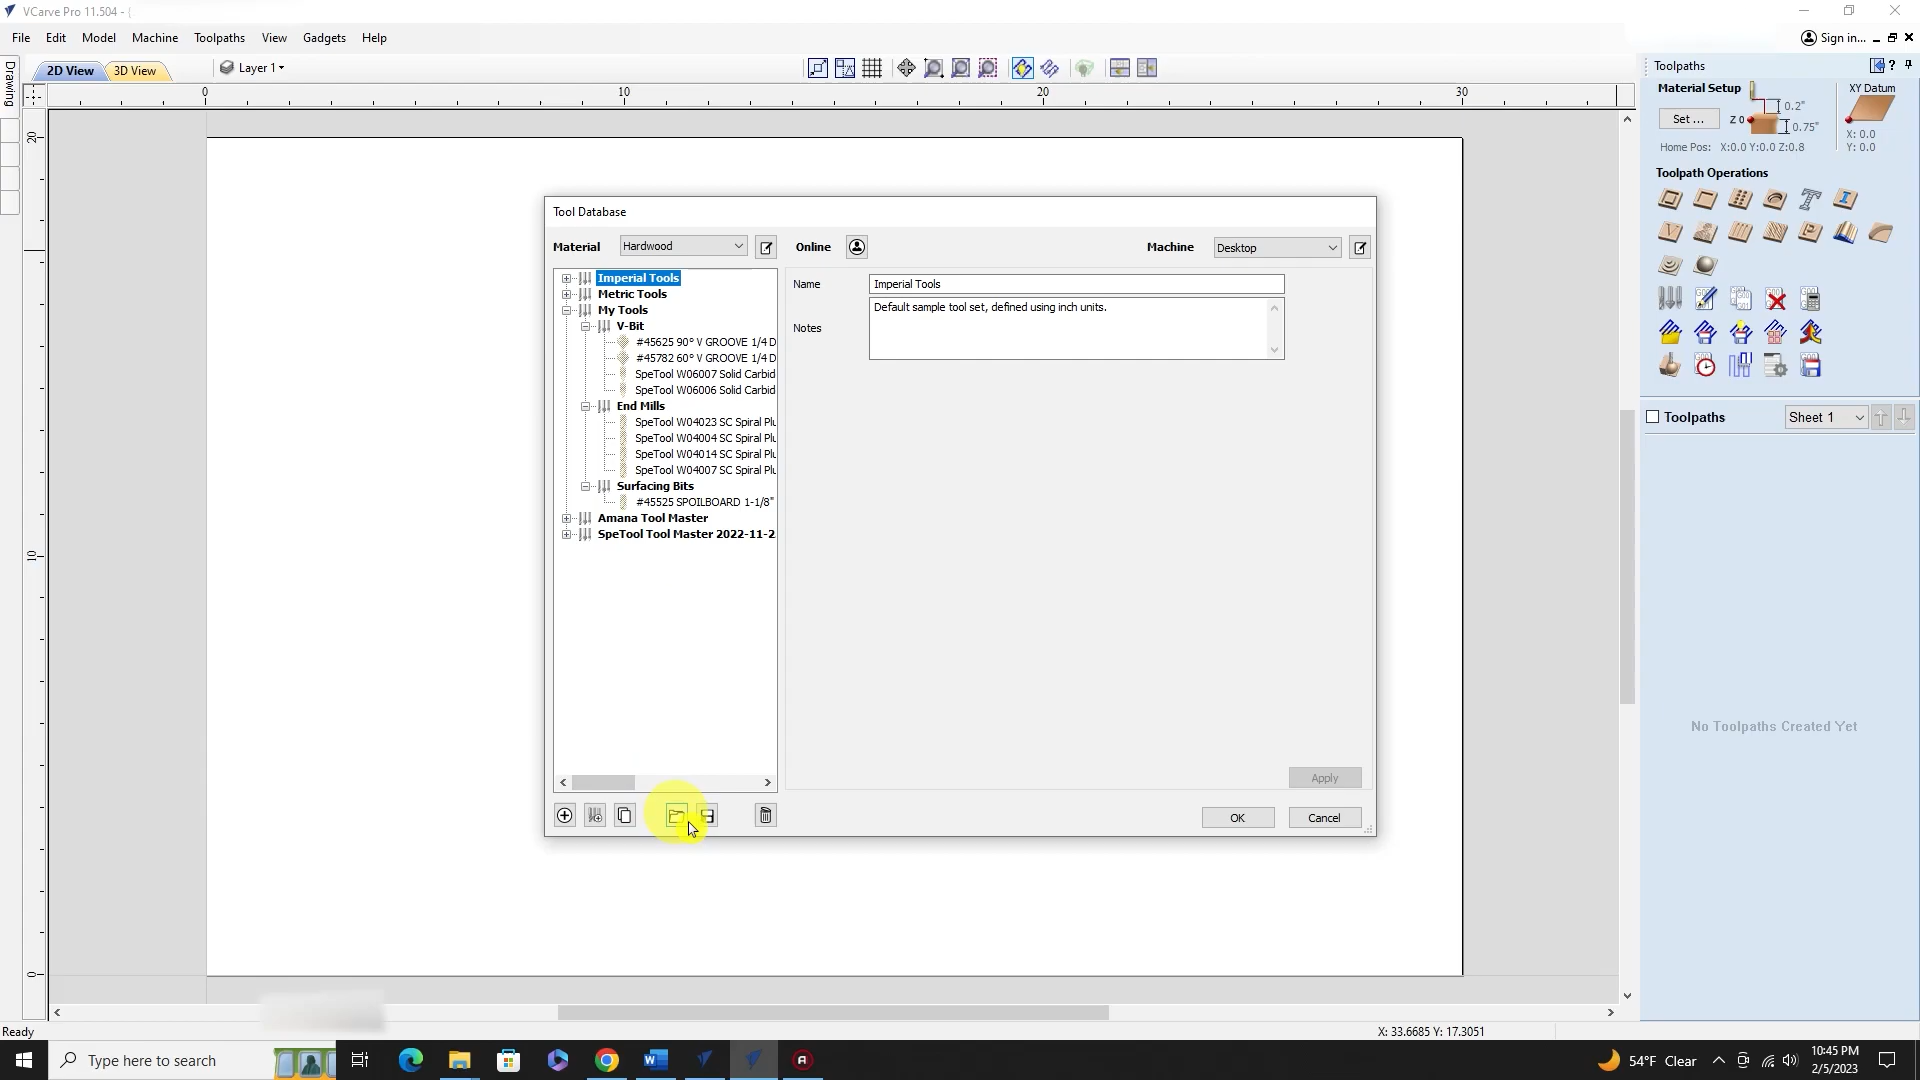 VCarve Pro 11.504 - (
File Edit Model Machine Toolpaths View Gadgets Help
Sign in...
2D View 3D View Layer 1
Drawing
0 10 20 30
20
10
0
Tool Database
Material Hardwood Online Machine Desktop
Imperial Tools
Metric Tools
My Tools
V-Bit
#45625 90° V GROOVE 1/4 D
#45782 60° V GROOVE 1/4 D
SpeTool W06007 Solid Carbid
SpeTool W06006 Solid Carbid
End Mills
SpeTool W04023 SC Spiral Plu
SpeTool W04004 SC Spiral Plu
SpeTool W04014 SC Spiral Plu
SpeTool W04007 SC Spiral Plu
Surfacing Bits
#45525 SPOILBOARD 1-1/8"
Amana Tool Master
SpeTool Tool Master 2022-11-2
Name Imperial Tools
Notes Default sample tool set, defined using inch units.
Apply
OK Cancel
Toolpaths
Material Setup XY Datum
Set ... Z 0 0.2"
0.75"
X: 0.0
Y: 0.0
Home Pos: X:0.0 Y:0.0 Z:0.8
Toolpath Operations
Toolpaths Sheet 1
No Toolpaths Created Yet
Ready X: 33.6685 Y: 17.3051
Type here to search
54°F Clear
10:45 PM
2/5/2023